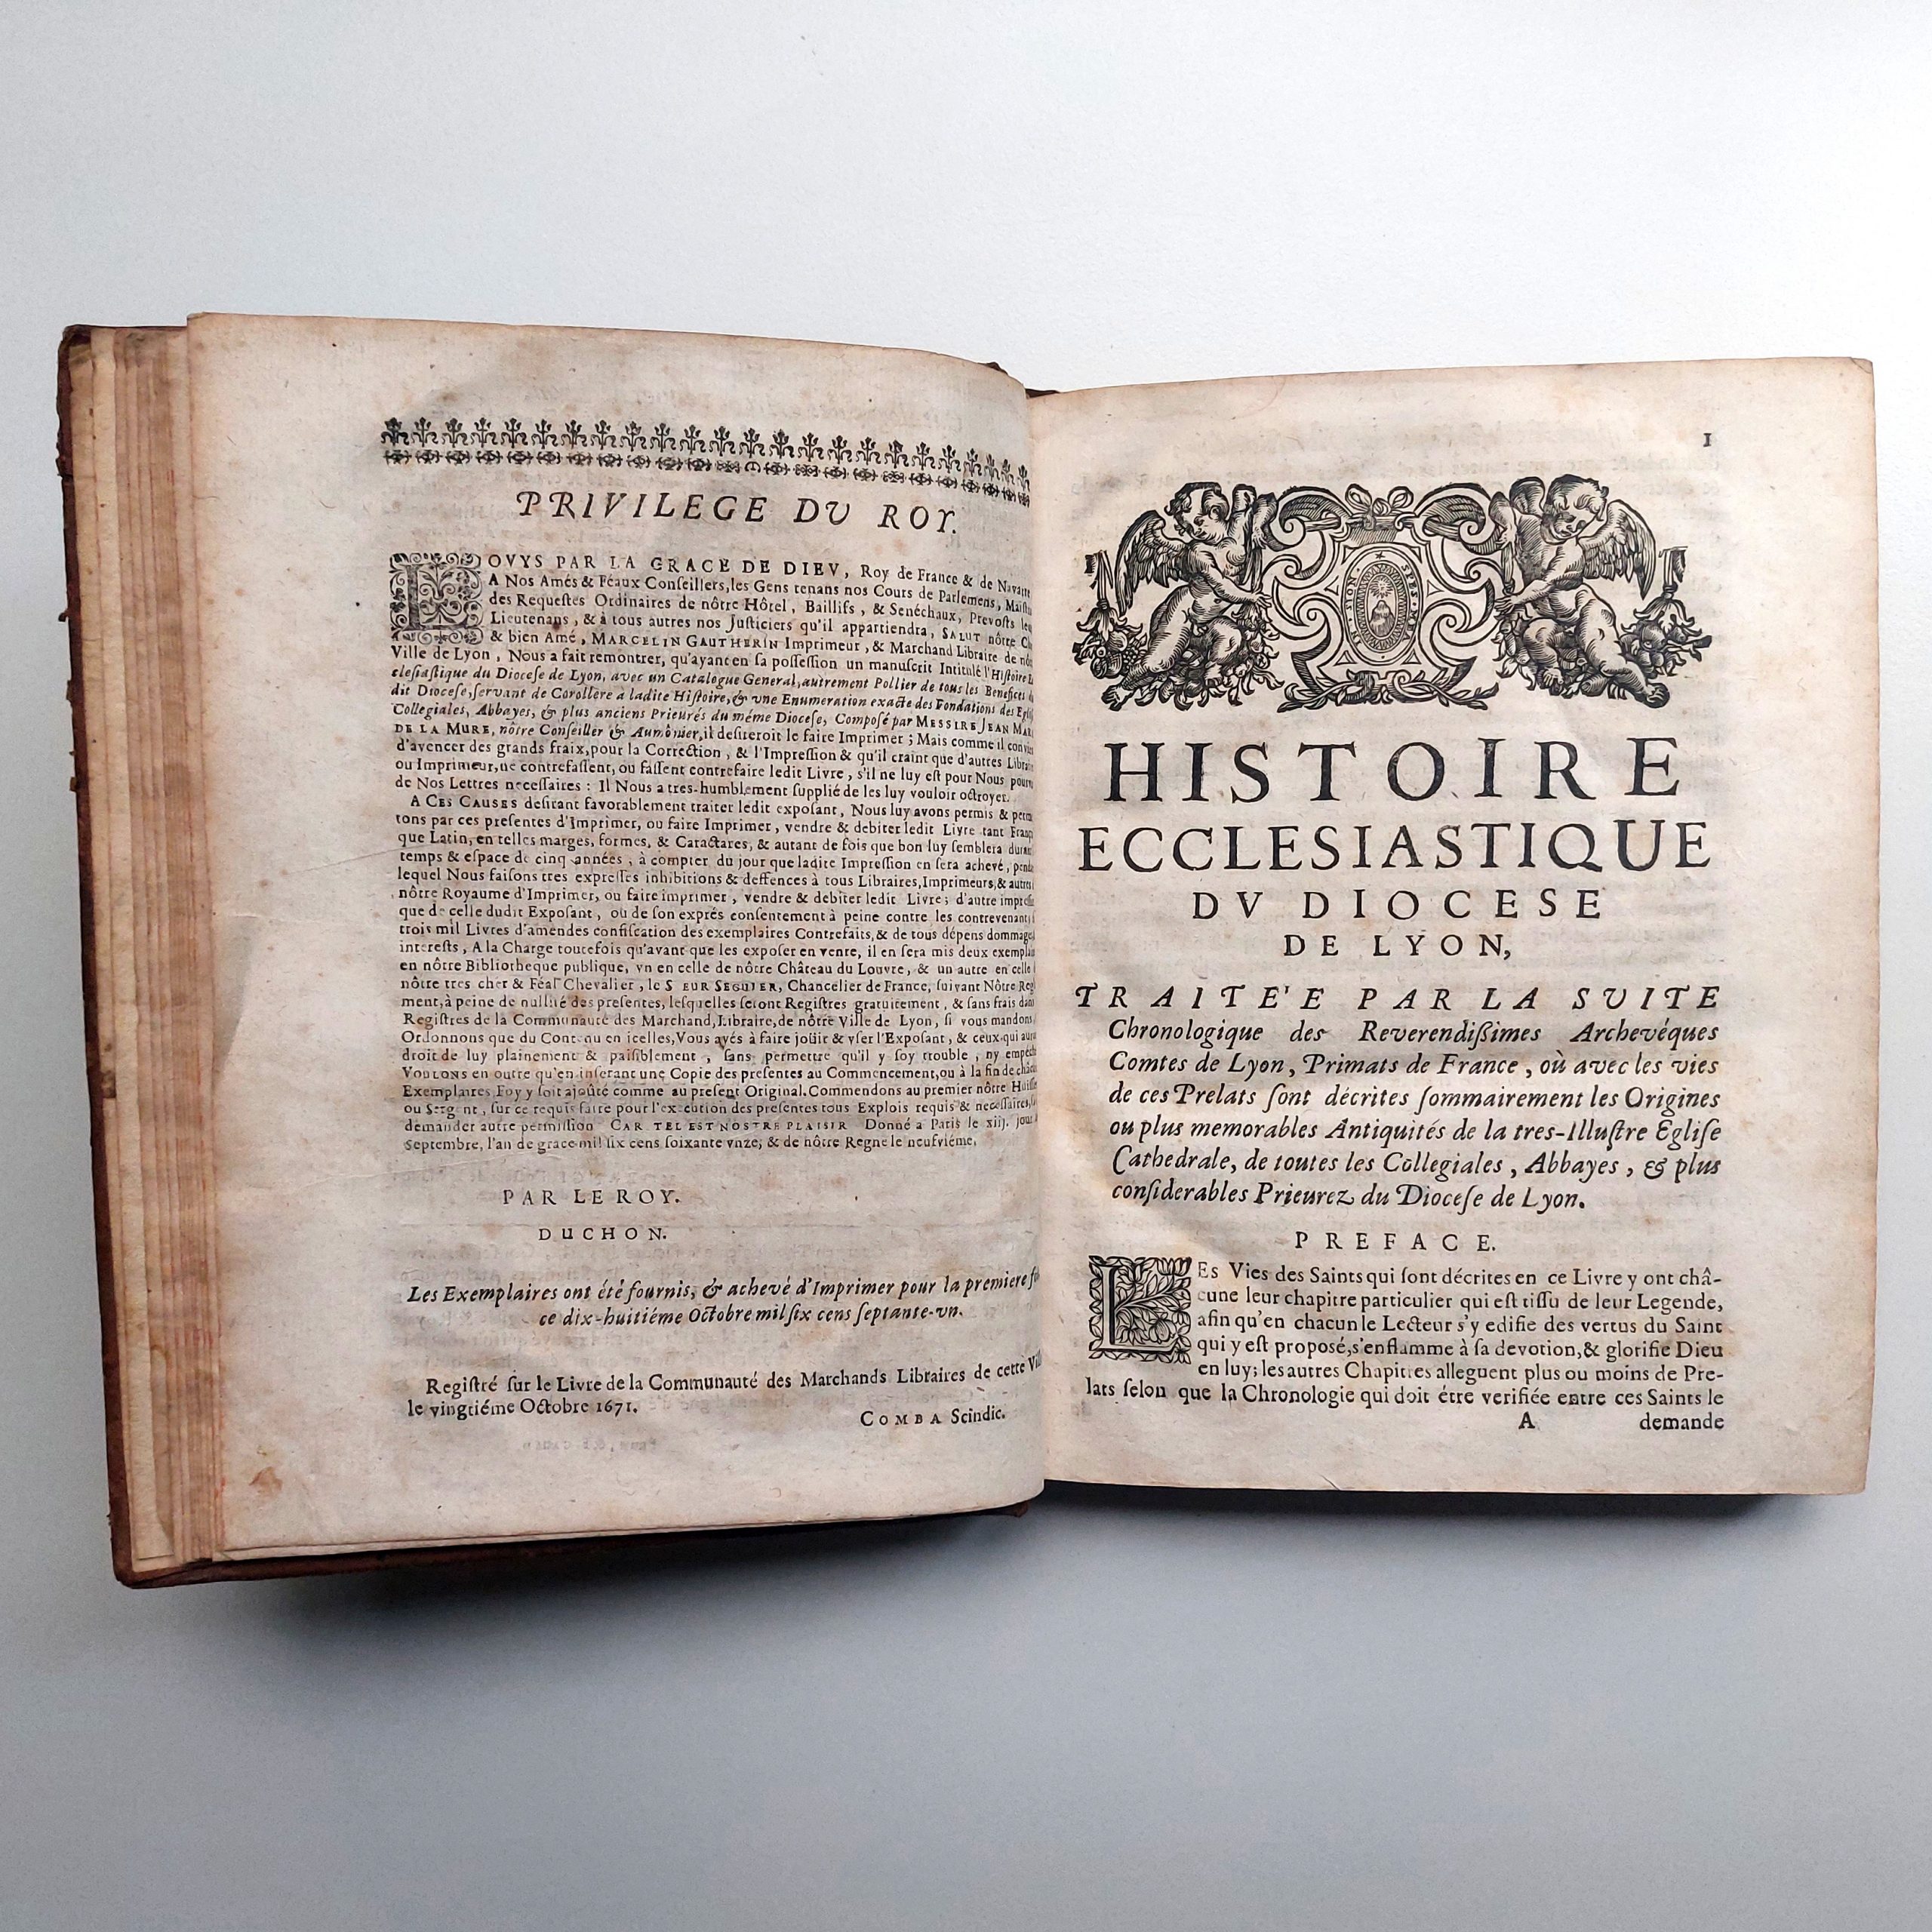 PRIVILEGE DU ROY.
LOVYS PAR LA GRACE DE DIEV, Roy de France & de Navarre
A Nos Amés & Féaux Conſeillers, les Gens tenans nos Cours de Parlemens, Maiſtres
des Requeſtes Ordinaires de nôtre Hôtel, Baillifs, & Senéchaux, Prevoſts
Lieutenans, & à tous autres nos Juſticiers qu'il appartiendra, SALUT nôtre
& bien Amé, MARCELIN GAUTHERIN Imprimeur, & Marchand Libraire de
Ville de Lyon, Nous a fait remontrer, qu'ayant en ſa poſſeſſion un manuſcrit Intitulé l'Hiſtoire
cleſiaſtique du Dioceſe de Lyon, avec un Catalogue General, autrement Pollier de tous les Benefices
dit Dioceſe, ſervant de Corollere à ladite Hiſtoire, & vne Enumeration exacte des Fondations des
Collegiales, Abbayes, & plus anciens Prieurés du méme Dioceſe, Compoſé par MESSIRE JEAN
DE LA MURE, nôtre Conſeiller & Aumônier, il deſiteroit le faire Imprimer; Mais comme il
d'avencer des grands fraix, pour la Correction, & l'Impreſſion & qu'il craint que d'autres
ou Imprimeur, ne contrefaſſent, ou faſſent contrefaire ledit Livre, s'il ne luy eſt par Nous
de Nos Lettres neceſſaires: Il Nous a tres-humblement ſupplié de les luy vouloir octroyer.
A CES CAUSES deſirant favorablement traiter ledit expoſant, Nous luy avons permis &
tons par ces preſentes d'Imprimer, ou faire Imprimer, vendre & debiter ledit Livre tant
que Latin, en telles marges, formes, & Caractares, & autant de fois que bon luy ſemblera
temps & eſpace de cinq années, à compter du jour que ladite Impreſſion en ſera achevé,
lequel Nous faiſons tres expreſſes inhibitions & deffences à tous Libraires, Imprimeurs, & autres
nôtre Royaume d'Imprimer, ou faire imprimer, vendre & debiter ledit Livre; d'autre
que de celle dudit Expoſant, ou de ſon exprés conſentement à peine contre les contrevenants
trois mil Livres d'amendes confiſcation des exemplaires Contrefaits, & de tous dépens dommages
interests, A la Charge toutefois qu'avant que les expoſer en vente, il en ſera mis deux
en nôtre Bibliotheque publique, vn en celle de nôtre Château du Louvre, & un autre en celle
nôtre tres cher & Féal Chevalier, le S EUR SEGUIER, Chancelier de France, ſuivant Nôtre
ment, à peine de nullité des preſentes, leſquelles ſeront Regiſtres gratuitement, & ſans frais dans
Regiſtres de la Communauté des Marchand, Libraire, de nôtre Ville de Lyon, ſi vous mandons
Ordonnons que du Contenu en icelles, Vous ayés à faire joüit & vſer l'Expoſant, & ceux qui
droit de luy plainement & paiſiblement, ſans permettre qu'il y ſoy trouble, ny
VOULONS en outre qu'en inſerant une Copie des preſentes au Commencement, ou à la fin de
Exemplaires Foy y ſoit ajoûté comme au preſent Original. Commendons au premier nôtre
ou Sergent, ſur ce requis faire pour l'execution des preſentes tous Explois requis & neceſſaires,
demander autre permiſſion CAR TEL EST NOSTRE PLAISIR Donné a Paris le xiij. jour
Septembre, l'an de grace mil ſix cens ſoixante vnze, & de nôtre Regne le neufviéme.
PAR LE ROY.
DUCHON.
Les Exemplaires ont été fournis, & achevé d'Imprimer pour la premiere
ce dix-huitiéme Octobre mil ſix cens ſeptante-vn.
Regiſtré ſur le Livre de la Communauté des Marchands Libraires de cette
le vingtiéme Octobre 1671.
COMBA Scindic.
I
IN · SION SPES · MEA
HISTOIRE
ECCLESIASTIQUE
DV DIOCESE
DE LYON,
TRAITE'E PAR LA SUITE
Chronologique des Reverendiſſimes Archevêques
Comtes de Lyon, Primats de France, où avec les vies
de ces Prelats ſont décrites ſommairement les Origines
ou plus memorables Antiquités de la tres-Illuſtre Egliſe
Cathedrale, de toutes les Collegiales, Abbayes, & plus
conſiderables Prieurez du Dioceſe de Lyon.
PREFACE.
LEs Vies des Saints qui ſont décrites en ce Livre y ont châ-
cune leur chapitre particulier qui eſt tiſſu de leur Legende,
afin qu'en chacun le Lecteur s'y edifie des vertus du Saint
qui y eſt propoſé, s'enflamme à ſa devotion, & glorifie Dieu
en luy; les autres Chapitres alleguent plus ou moins de Pre-
lats ſelon que la Chronologie qui doit étre verifiée entre ces Saints le
A demande